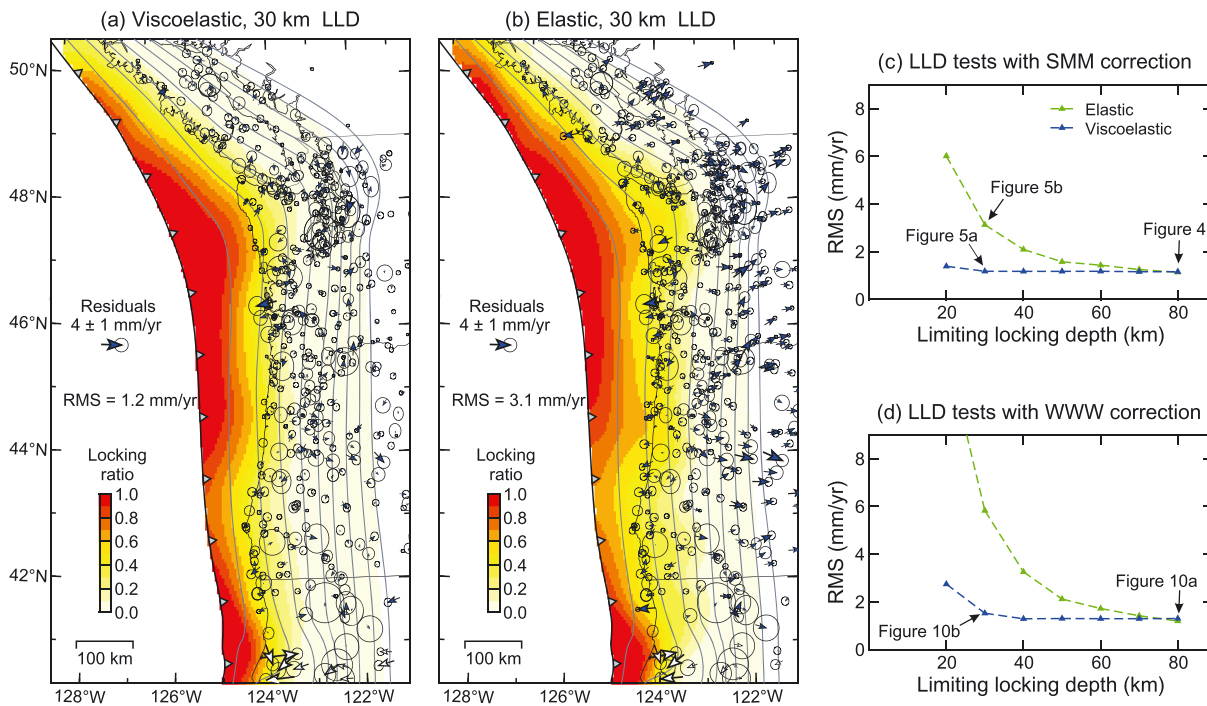 (a) Viscoelastic, 30 km LLD
50°N
48°N
46°N
44°N
42°N
Residuals
4 ± 1 mm/yr
RMS = 1.2 mm/yr
Locking
ratio
1.0
0.8
0.6
0.4
0.2
0.0
100 km
128°W
126°W
124°W
122°W
(b) Elastic, 30 km LLD
Residuals
4 ± 1 mm/yr
RMS = 3.1 mm/yr
Locking
ratio
1.0
0.8
0.6
0.4
0.2
0.0
100 km
128°W
126°W
124°W
122°W
(c) LLD tests with SMM correction
Elastic
Viscoelastic
Figure 5b
Figure 5a
Figure 4
RMS (mm/yr)
8
6
4
2
0
20
40
60
80
Limiting locking depth (km)
(d) LLD tests with WWW correction
Figure 10a
Figure 10b
RMS (mm/yr)
8
6
4
2
0
20
40
60
80
Limiting locking depth (km)